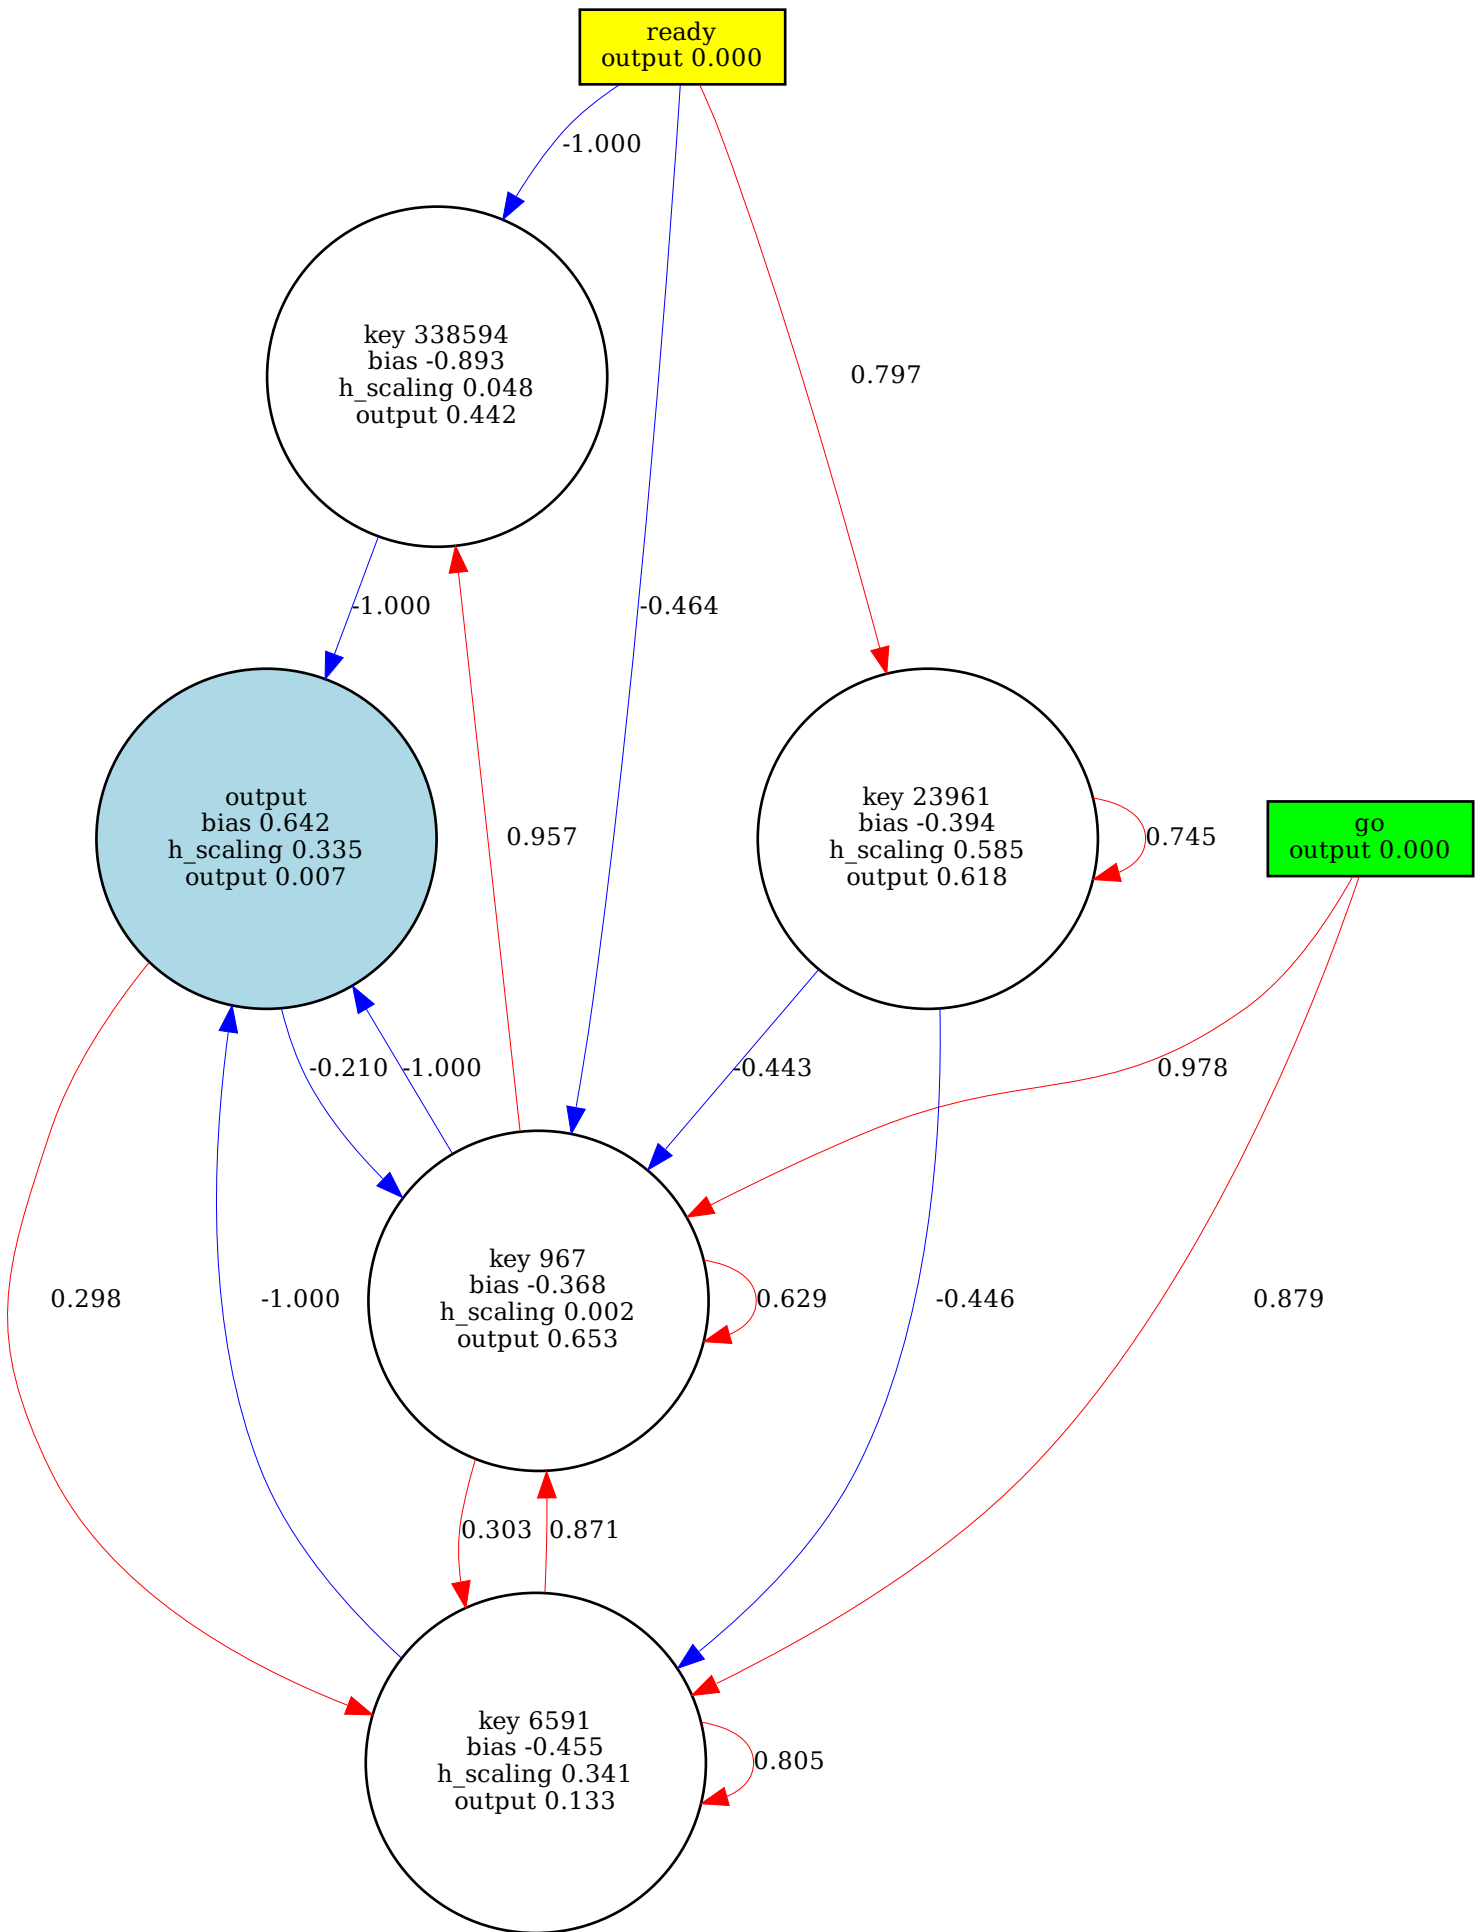 ready
output 0.000
-1.000
key 338594
bias -0.893
h_scaling 0.048
output 0.442
0.797
-1.000
-0.464
output
bias 0.642
h_scaling 0.335
output 0.007
0.957
key 23961
bias -0.394
h_scaling 0.585
output 0.618
0.745
go
output 0.000
-0.210
-1.000
-0.443
0.978
0.298
-1.000
key 967
bias -0.368
h_scaling 0.002
output 0.653
0.629
-0.446
0.879
0.303
0.871
key 6591
bias -0.455
h_scaling 0.341
output 0.133
0.805